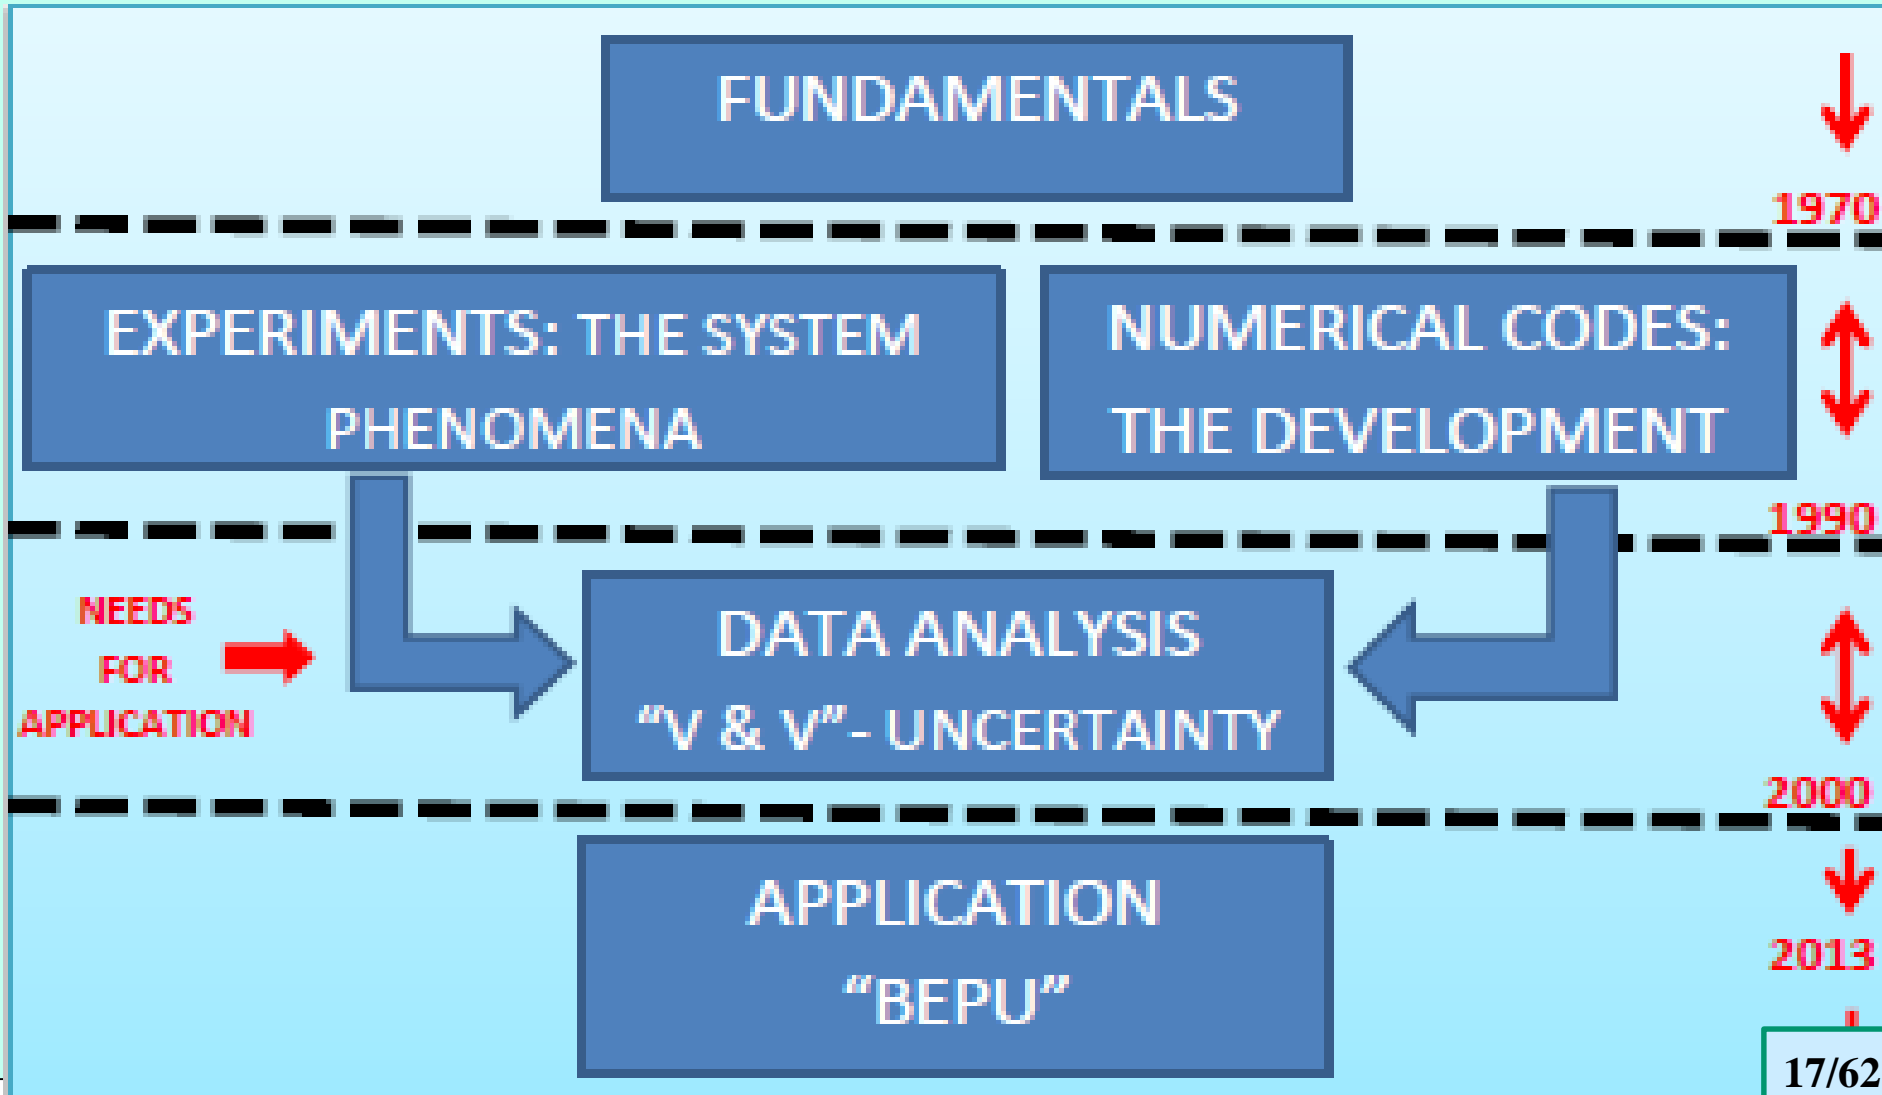 FUNDAMENTALS
1970
EXPERIMENTS: THE SYSTEM
PHENOMENA
NUMERICAL CODES:
THE DEVELOPMENT
1990
NEEDS
FOR
APPLICATION
DATA ANALYSIS
“V & V”- UNCERTAINTY
2000
APPLICATION
“BEPU”
2013
17/62